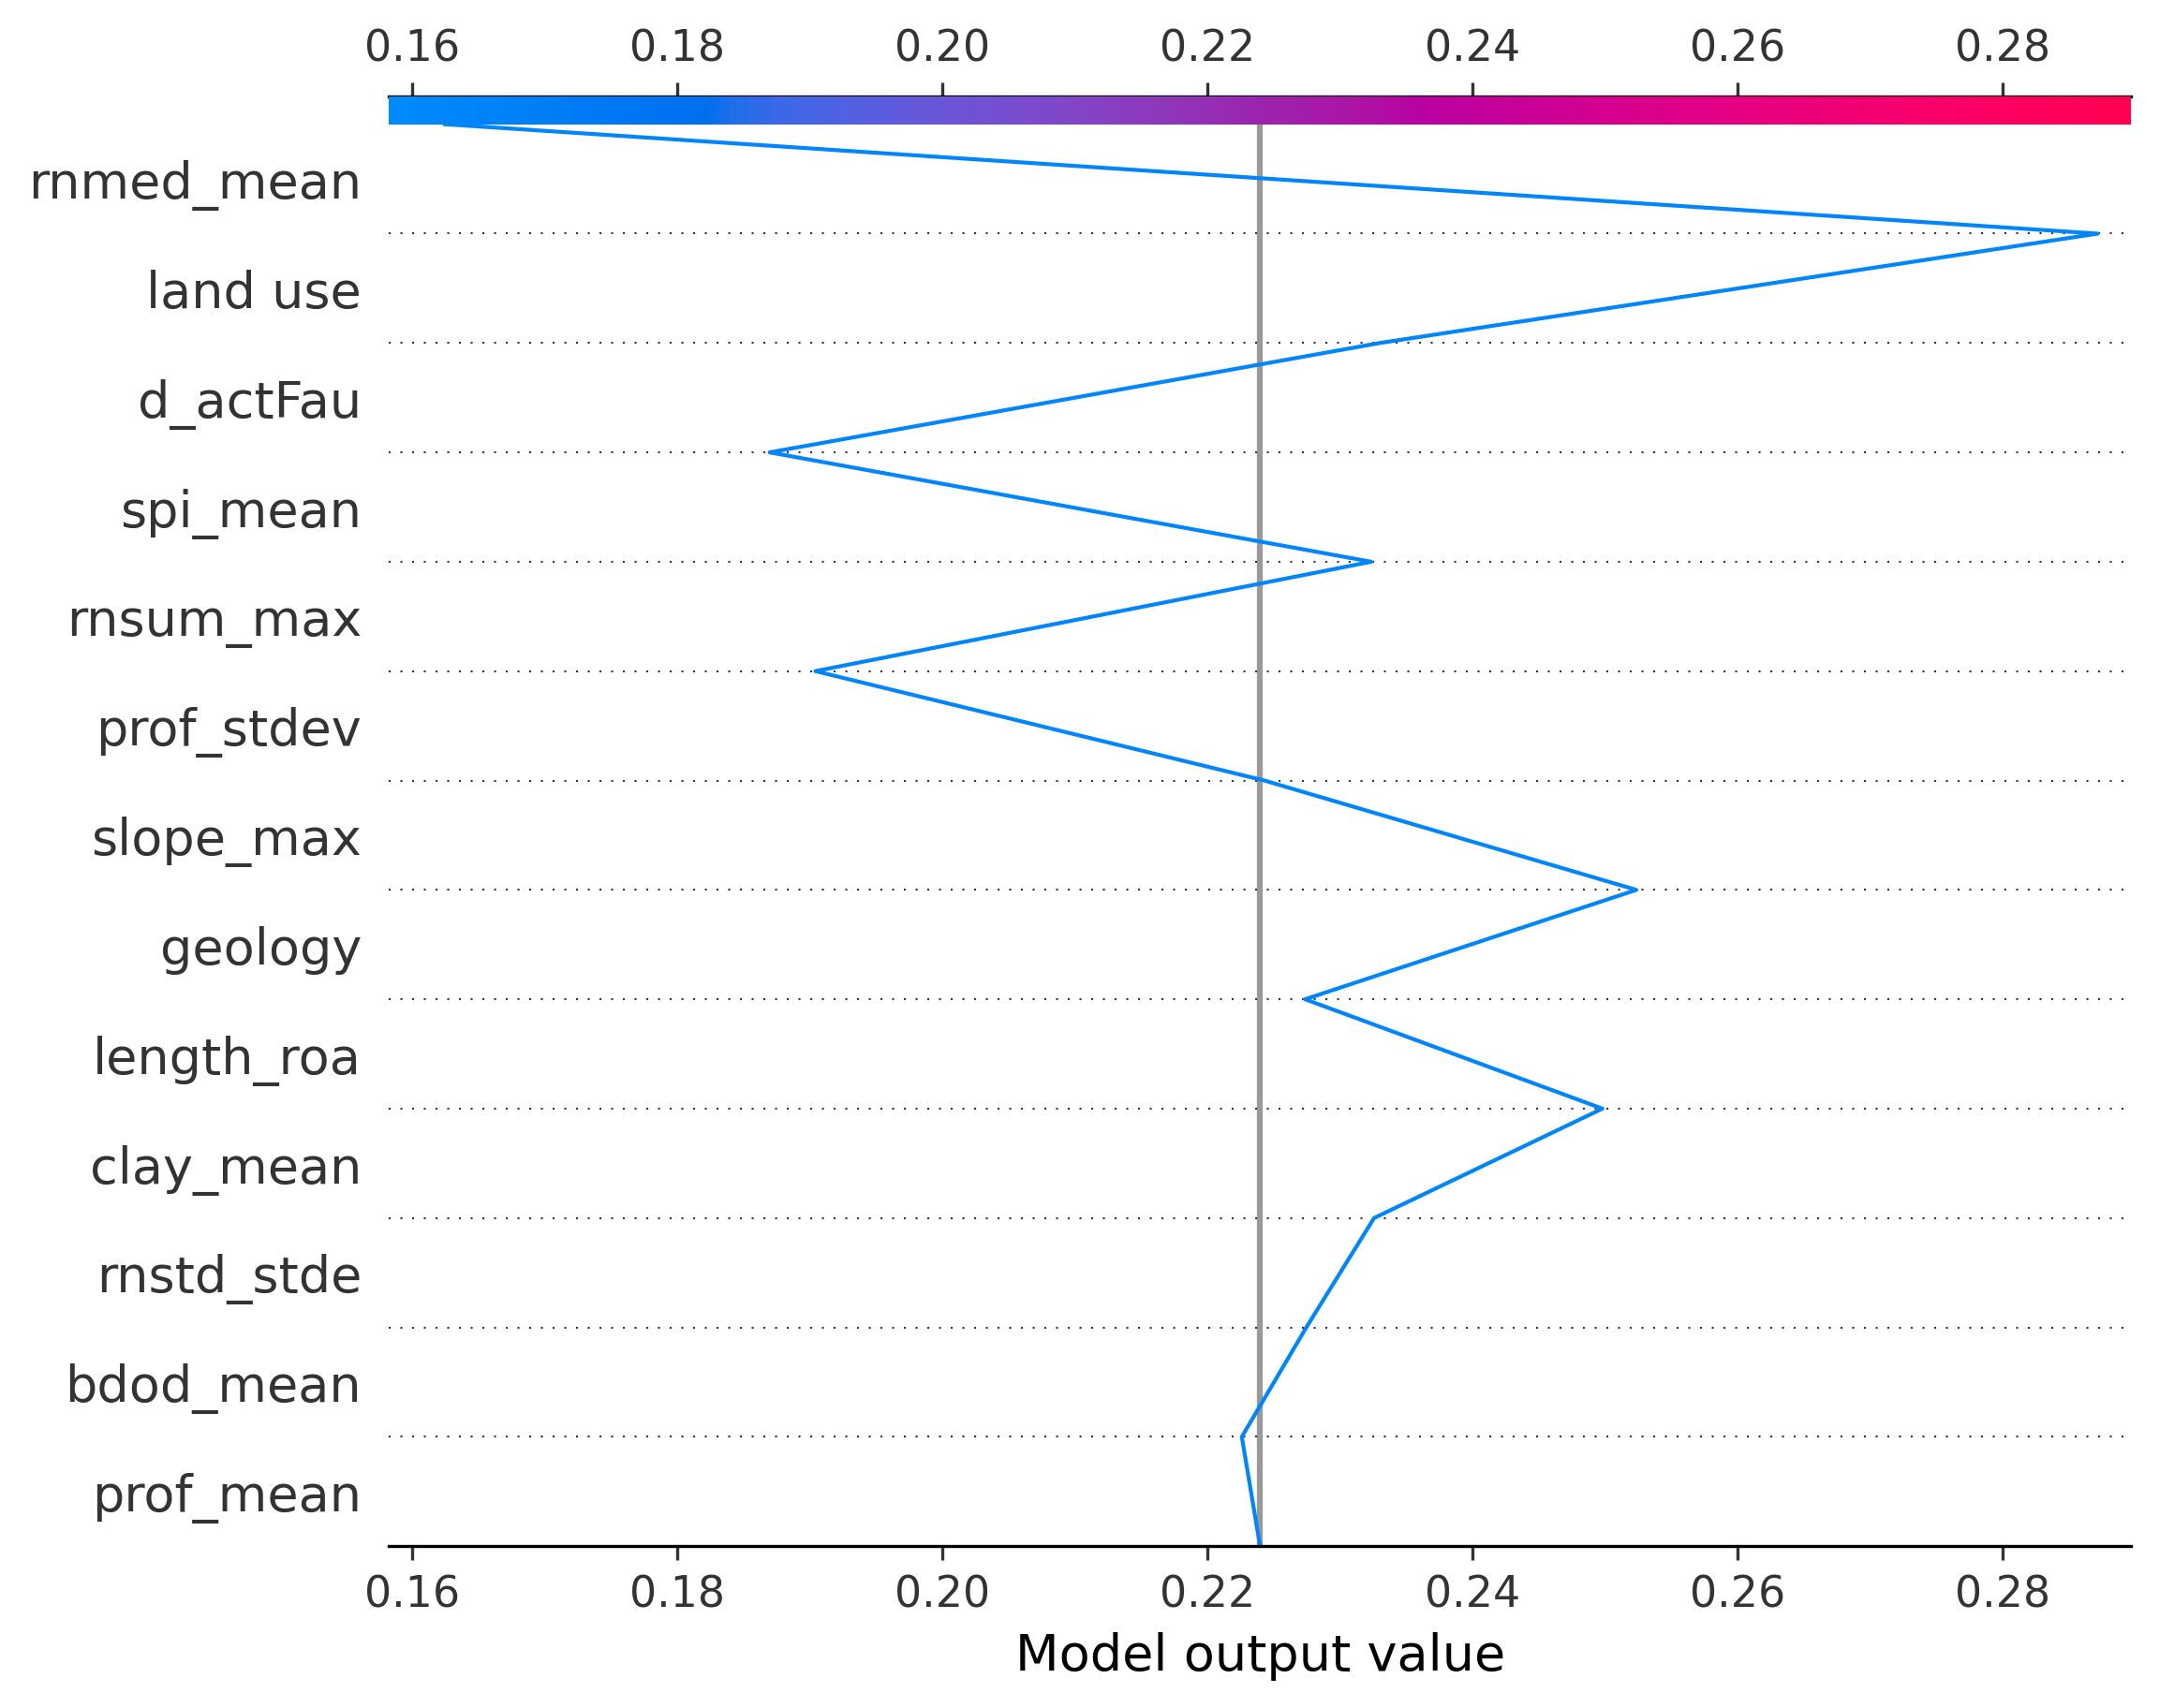 0.16 0.18 0.20 0.22 0.24 0.26 0.28
rnmed_mean
land use
d_actFau
spi_mean
rnsum_max
prof_stdev
slope_max
geology
length_roa
clay_mean
rnstd_stde
bdod_mean
prof_mean
0.16 0.18 0.20 0.22 0.24 0.26 0.28
Model output value